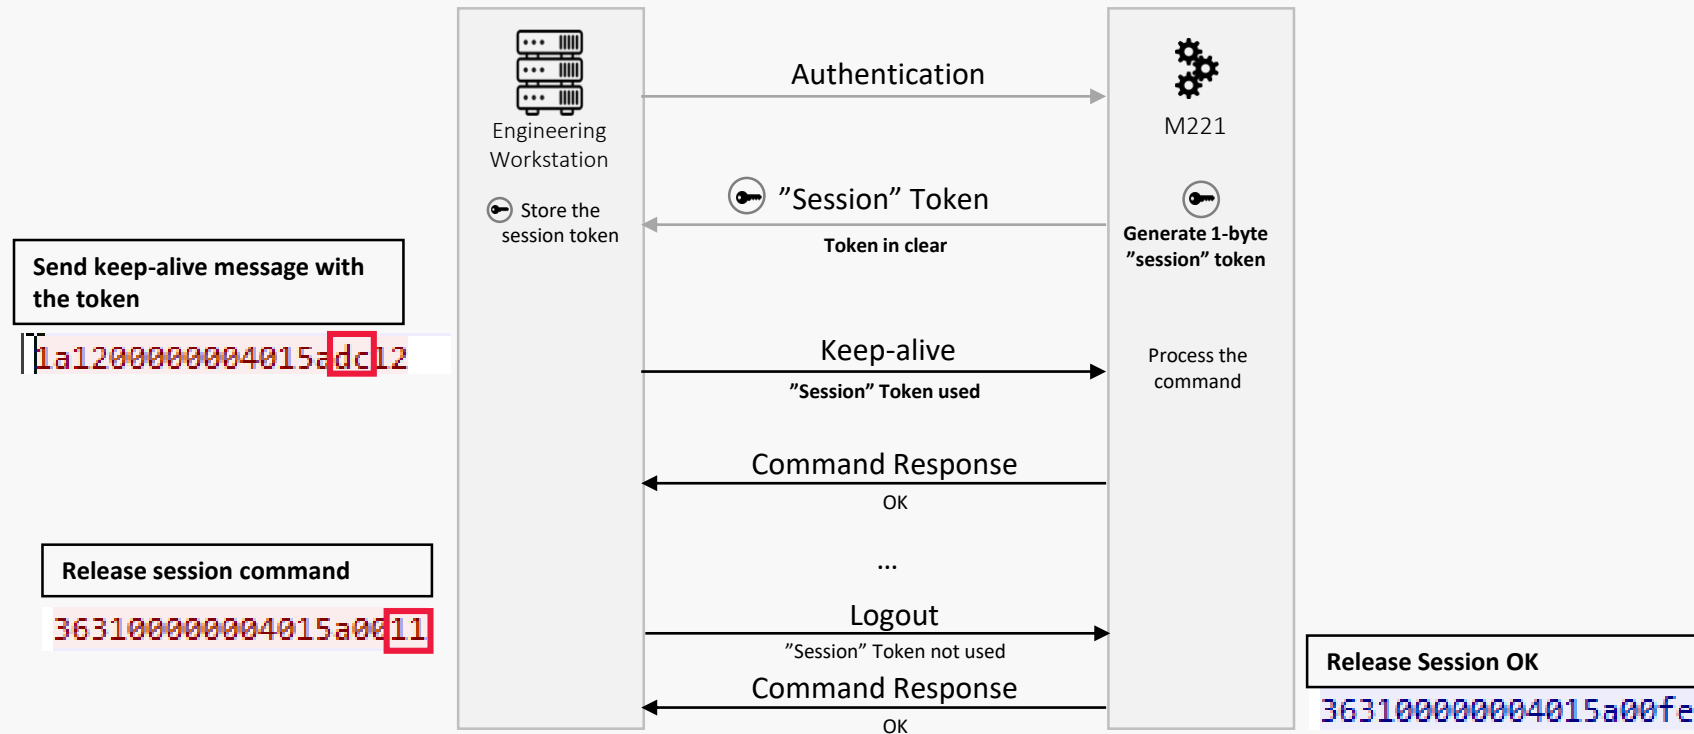 Authentication
Engineering
Workstation
M221
”Session” Token
Token in clear
Store the
session token
Generate 1-byte
”session” token
Send keep-alive message with
the token
1a1200000004015adc12
Keep-alive
”Session” Token used
Process the
command
Command Response
OK
...
Release session command
363100000004015a0011
Logout
”Session” Token not used
Command Response
OK
Release Session OK
363100000004015a00fe